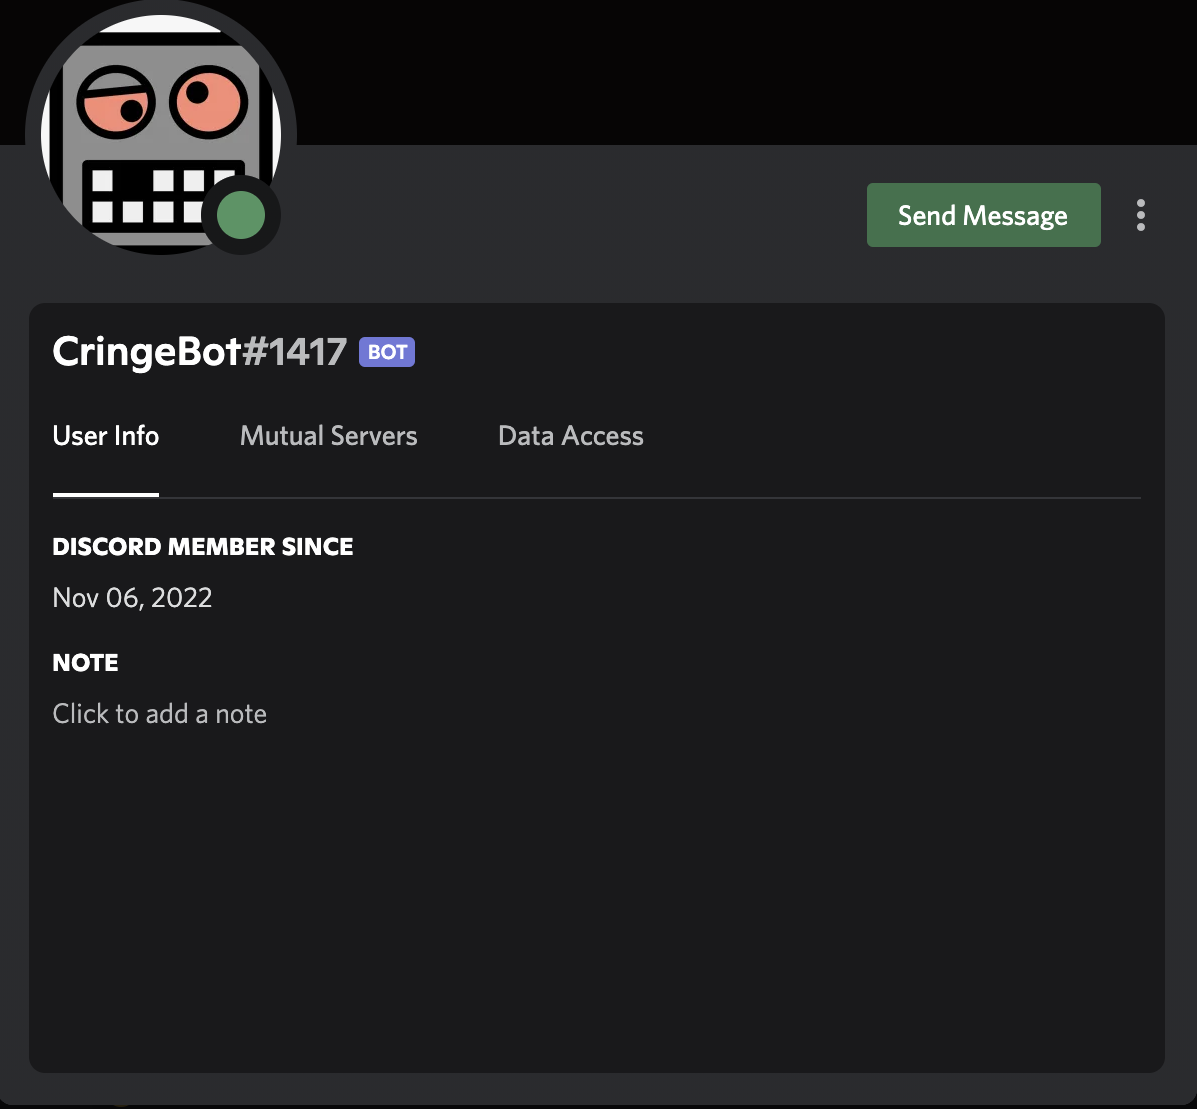 Send Message
CringeBot#1417 BOT
User Info Mutual Servers Data Access
DISCORD MEMBER SINCE
Nov 06, 2022
NOTE
Click to add a note